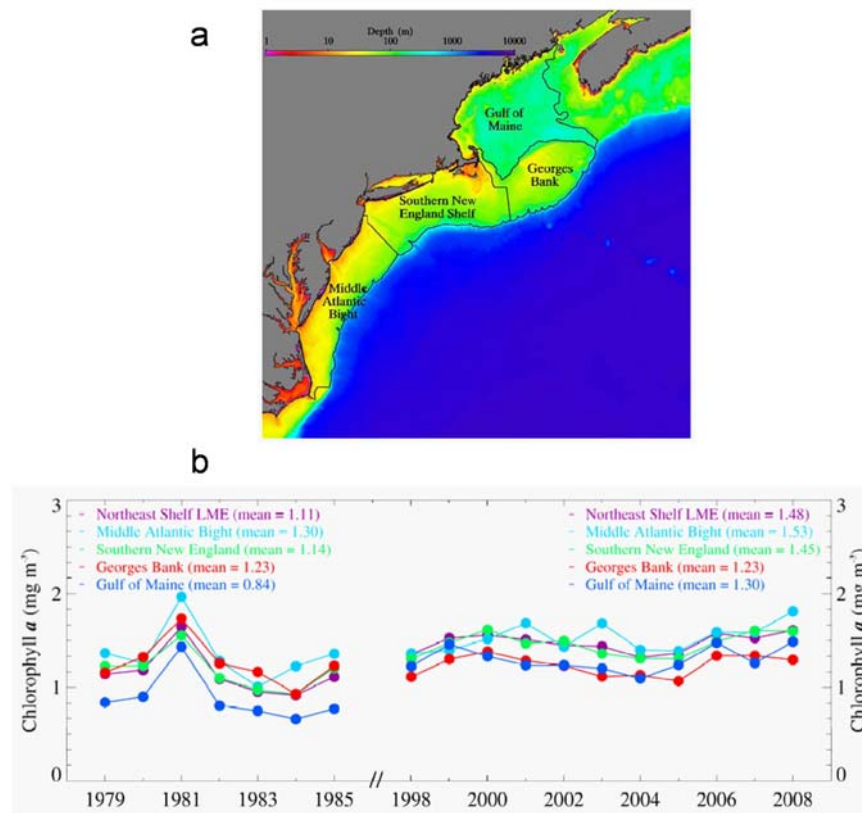 a
Depth (m)
1 10 100 1000 10000
Gulf of
Maine
Georges
Bank
Southern New
England Shelf
Middle
Atlantic
Bight
b
3
2
1
0
Chlorophyll a (mg m-3)
Northeast Shelf LME (mean = 1.11)
Middle Atlantic Bight (mean = 1.30)
Southern New England (mean = 1.14)
Georges Bank (mean = 1.23)
Gulf of Maine (mean = 0.84)
Northeast Shelf LME (mean = 1.48)
Middle Atlantic Bight (mean = 1.53)
Southern New England (mean = 1.45)
Georges Bank (mean = 1.23)
Gulf of Maine (mean = 1.30)
3
2
1
0
Chlorophyll a (mg m-3)
1979 1981 1983 1985 // 1998 2000 2002 2004 2006 2008